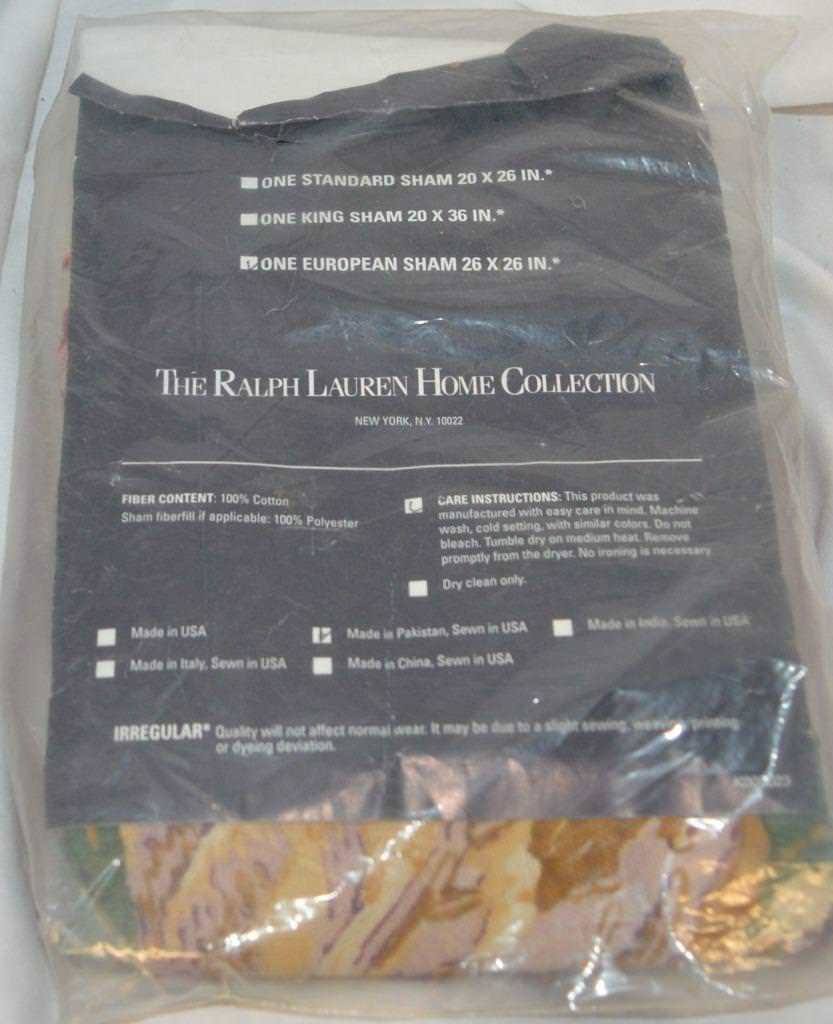 ONE STANDARD SHAM 20 X 26 IN.*
ONE KING SHAM 20 X 36 IN.*
ONE EUROPEAN SHAM 26 X 26 IN.*
THE RALPH LAUREN HOME COLLECTION
NEW YORK, N.Y. 10022
FIBER CONTENT: 100% Cotton
Sham fiberfill if applicable: 100% Polyester
CARE INSTRUCTIONS: This product was
manufactured with easy care in mind. Machine
wash, cold setting, with similar colors. Do not
bleach. Tumble dry on medium heat. Remove
promptly from the dryer. No ironing is necessary
Dry clean only.
Made in USA
Made in Pakistan, Sewn in USA
Made in India, Sewn in USA
Made in Italy, Sewn in USA
Made in China, Sewn in USA
IRREGULAR* Quality will not affect normal wear. It may be due to a slight sewing, weaving, printing
or dyeing deviation.